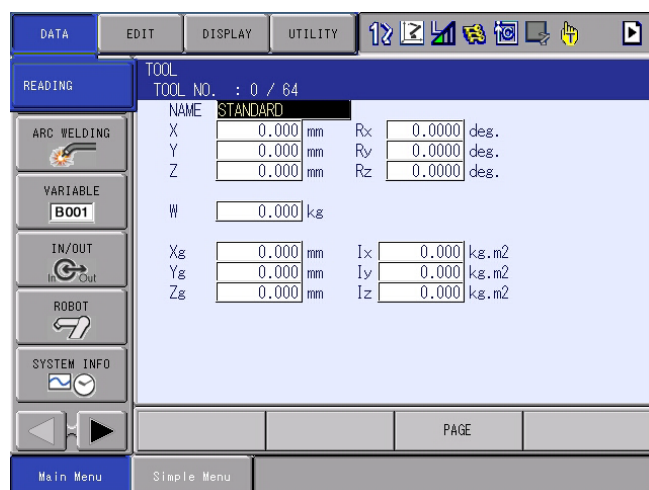 DATA EDIT DISPLAY UTILITY
READING
TOOL
TOOL NO. : 0 / 64
NAME STANDARD
X 0.000 mm Rx 0.0000 deg.
Y 0.000 mm Ry 0.0000 deg.
Z 0.000 mm Rz 0.0000 deg.
W 0.000 kg
Xg 0.000 mm Ix 0.000 kg.m2
Yg 0.000 mm Iy 0.000 kg.m2
Zg 0.000 mm Iz 0.000 kg.m2
ARC WELDING
VARIABLE
B001
IN/OUT
In Out
ROBOT
SYSTEM INFO
PAGE
Main Menu Simple Menu